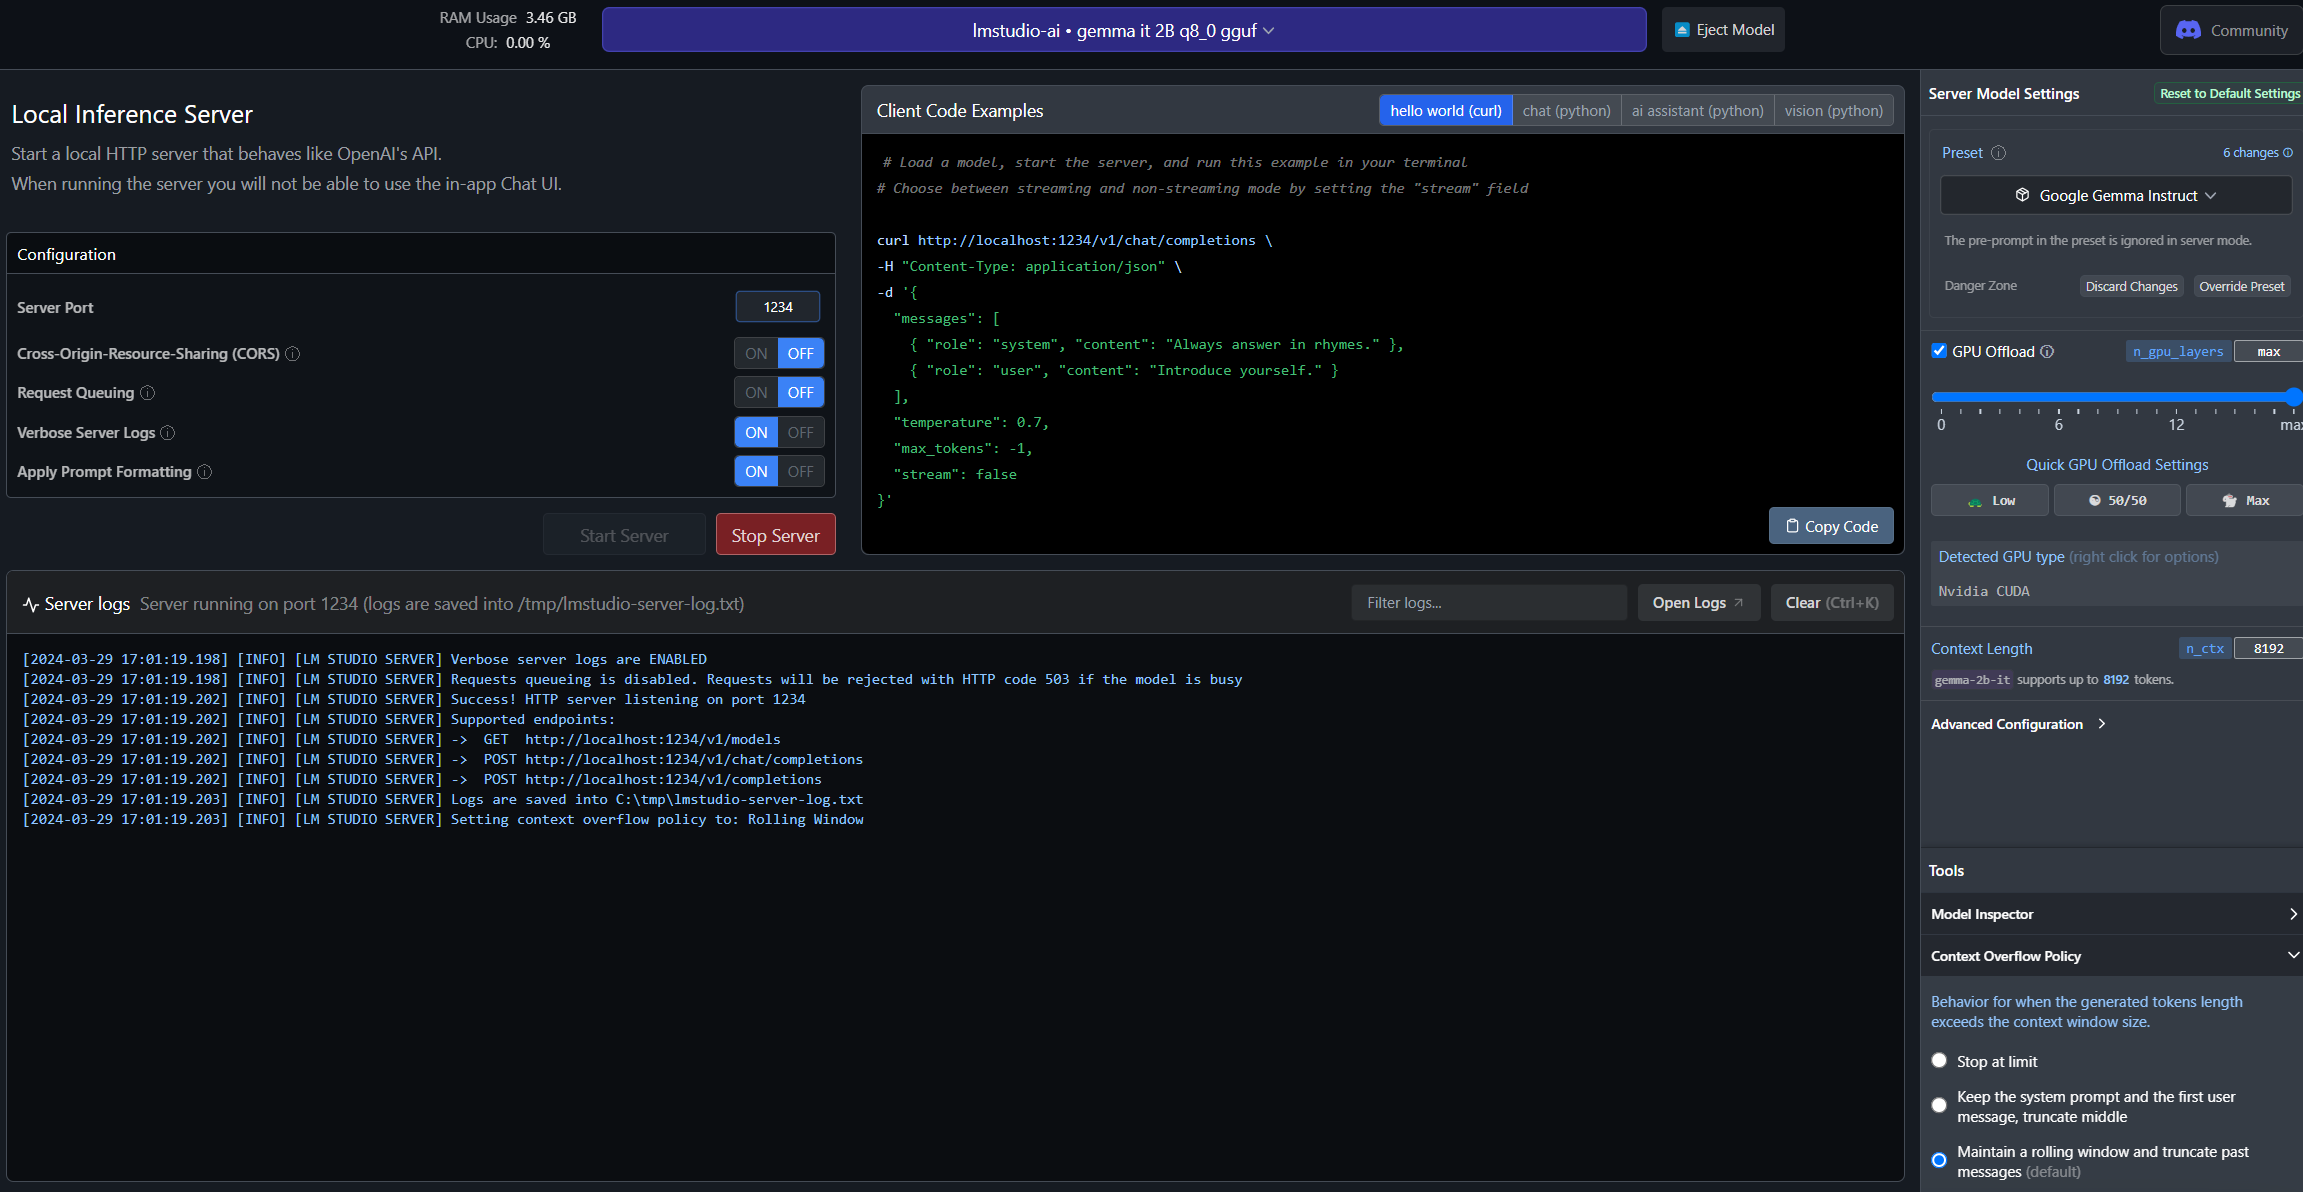 RAM Usage 3.46 GB
CPU: 0.00 %
lmstudio-ai • gemma it 2B q8_0 gguf
Eject Model
Community
Local Inference Server
Start a local HTTP server that behaves like OpenAI's API.
When running the server you will not be able to use the in-app Chat UI.
Configuration
Server Port 1234
Cross-Origin-Resource-Sharing (CORS) ON OFF
Request Queuing ON OFF
Verbose Server Logs ON OFF
Apply Prompt Formatting ON OFF
Start Server Stop Server
Client Code Examples hello world (curl) chat (python) ai assistant (python) vision (python)
# Load a model, start the server, and run this example in your terminal
# Choose between streaming and non-streaming mode by setting the "stream" field
curl http://localhost:1234/v1/chat/completions \
-H "Content-Type: application/json" \
-d '{
"messages": [
{ "role": "system", "content": "Always answer in rhymes." },
{ "role": "user", "content": "Introduce yourself." }
],
"temperature": 0.7,
"max_tokens": -1,
"stream": false
}'
Copy Code
Server logs Server running on port 1234 (logs are saved into /tmp/lmstudio-server-log.txt)
Filter logs... Open Logs Clear (Ctrl+K)
[2024-03-29 17:01:19.198] [INFO] [LM STUDIO SERVER] Verbose server logs are ENABLED
[2024-03-29 17:01:19.198] [INFO] [LM STUDIO SERVER] Requests queueing is disabled. Requests will be rejected with HTTP code 503 if the model is busy
[2024-03-29 17:01:19.202] [INFO] [LM STUDIO SERVER] Success! HTTP server listening on port 1234
[2024-03-29 17:01:19.202] [INFO] [LM STUDIO SERVER] Supported endpoints:
[2024-03-29 17:01:19.202] [INFO] [LM STUDIO SERVER] -> GET http://localhost:1234/v1/models
[2024-03-29 17:01:19.202] [INFO] [LM STUDIO SERVER] -> POST http://localhost:1234/v1/chat/completions
[2024-03-29 17:01:19.202] [INFO] [LM STUDIO SERVER] -> POST http://localhost:1234/v1/completions
[2024-03-29 17:01:19.203] [INFO] [LM STUDIO SERVER] Logs are saved into C:\tmp\lmstudio-server-log.txt
[2024-03-29 17:01:19.203] [INFO] [LM STUDIO SERVER] Setting context overflow policy to: Rolling Window
Server Model Settings Reset to Default Settings
Preset 6 changes
Google Gemma Instruct
The pre-prompt in the preset is ignored in server mode.
Danger Zone Discard Changes Override Preset
GPU Offload n_gpu_layers max
0 6 12 max
Quick GPU Offload Settings
Low 50/50 Max
Detected GPU type (right click for options)
Nvidia CUDA
Context Length n_ctx 8192
gemma-2b-it supports up to 8192 tokens.
Advanced Configuration
Tools
Model Inspector
Context Overflow Policy
Behavior for when the generated tokens length
exceeds the context window size.
Stop at limit
Keep the system prompt and the first user
message, truncate middle
Maintain a rolling window and truncate past
messages (default)